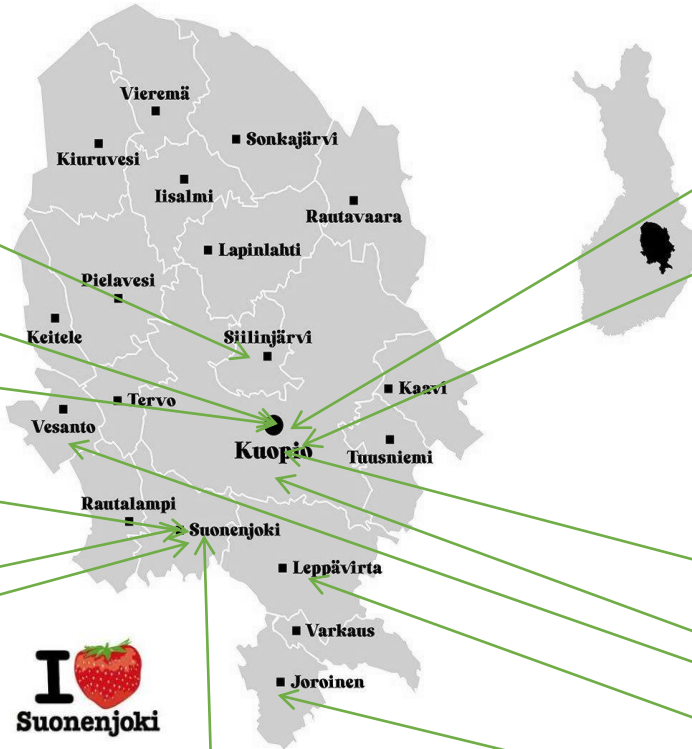 Vieremä
Sonkajärvi
Kiuruvesi
Iisalmi
Rautavaara
Lapinlahti
Pielavesi
Keitele
Siilinjärvi
Kaavi
Tervo
Vesanto
Kuopio
Tuusniemi
Rautalampi
Suonenjoki
Leppävirta
Varkaus
Joroinen
I
Suonenjoki